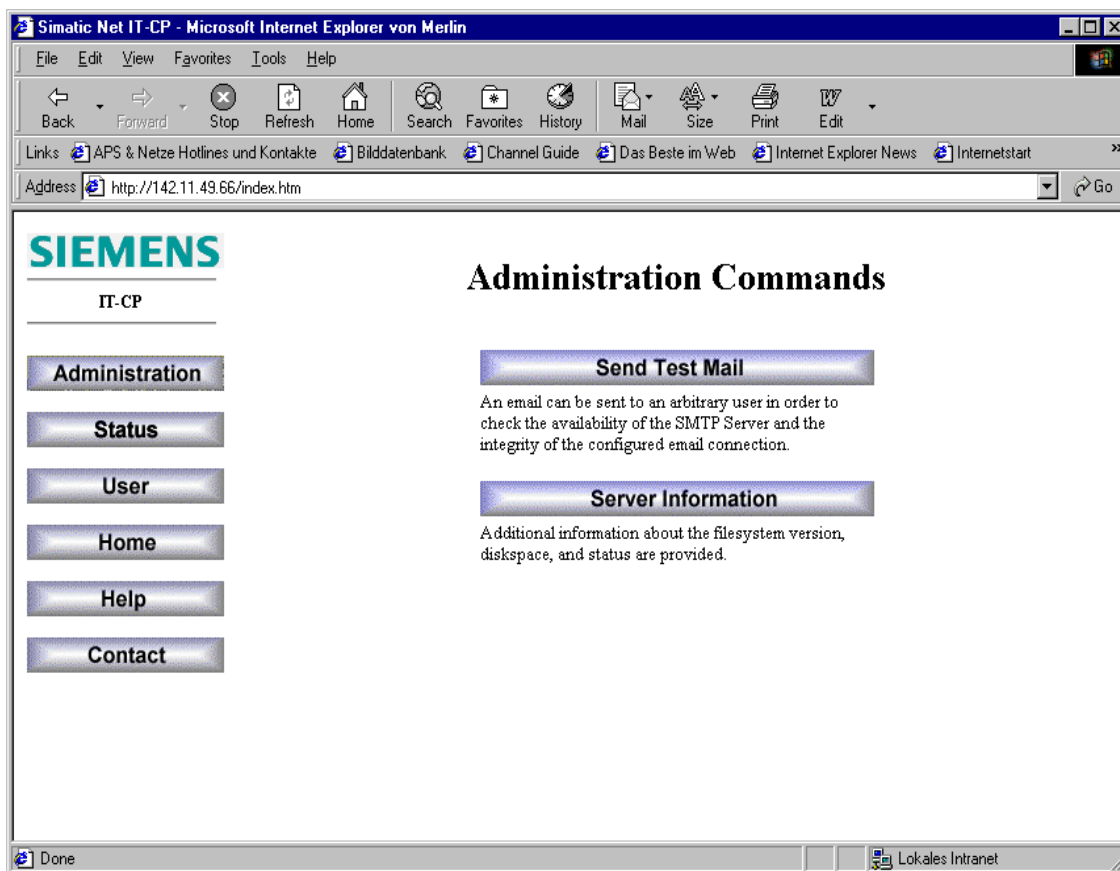 Simatic Net IT-CP - Microsoft Internet Explorer von Merlin
File Edit View Favorites Tools Help
Back Forward Stop Refresh Home Search Favorites History Mail Size Print Edit
Links APS & Netze Hotlines und Kontakte Bilddatenbank Channel Guide Das Beste im Web Internet Explorer News Internetstart »
Address http://142.11.49.66/index.htm Go
SIEMENS
IT-CP
Administration
Status
User
Home
Help
Contact
Administration Commands
Send Test Mail
An email can be sent to an arbitrary user in order to
check the availability of the SMTP Server and the
integrity of the configured email connection.
Server Information
Additional information about the filesystem version,
diskspace, and status are provided.
Done Lokales Intranet